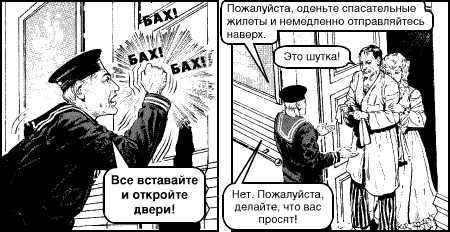 БАХ!
БАХ!
БАХ!
Все вставайте
и откройте
двери!
Пожалуйста, оденьте спасательные
жилеты и немедленно отправляйтесь
наверх.
Это шутка!
Нет. Пожалуйста,
делайте, что вас
просят!